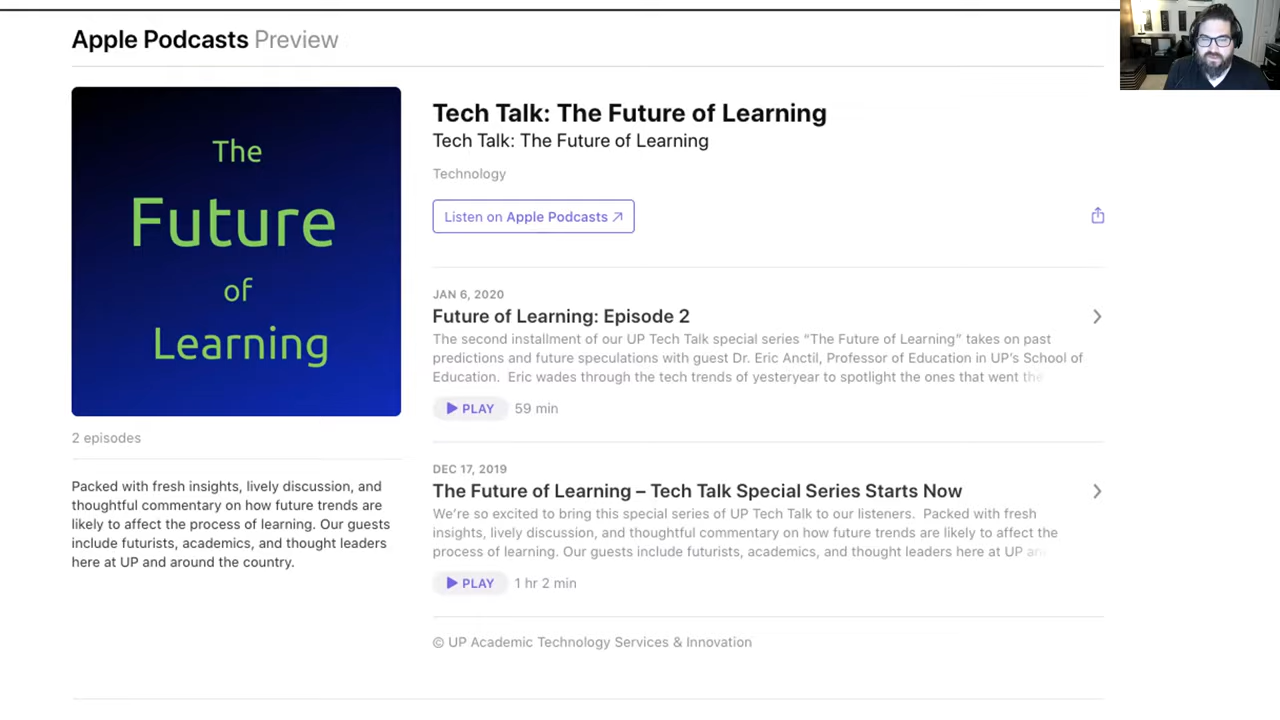 Apple Podcasts Preview
The
Future
of
Learning
2 episodes
Packed with fresh insights, lively discussion, and
thoughtful commentary on how future trends are
likely to affect the process of learning. Our guests
include futurists, academics, and thought leaders
here at UP and around the country.
Tech Talk: The Future of Learning
Tech Talk: The Future of Learning
Technology
Listen on Apple Podcasts ↗
JAN 6, 2020
Future of Learning: Episode 2
The second installment of our UP Tech Talk special series “The Future of Learning” takes on past
predictions and future speculations with guest Dr. Eric Anctil, Professor of Education in UP’s School of
Education.  Eric wades through the tech trends of yesteryear to spotlight the ones that went the
PLAY 59 min
DEC 17, 2019
The Future of Learning – Tech Talk Special Series Starts Now
We’re so excited to bring this special series of UP Tech Talk to our listeners.  Packed with fresh
insights, lively discussion, and thoughtful commentary on how future trends are likely to affect the
process of learning. Our guests include futurists, academics, and thought leaders here at UP an
PLAY 1 hr 2 min
© UP Academic Technology Services & Innovation